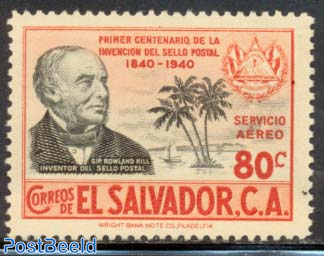 PRIMER CENTENARIO DE LA
INVENCION DEL SELLO POSTAL
1840-1940
SERVICIO
AEREO
80c
SIR ROWLAND HILL
INVENTOR DEL SELLO POSTAL
CORREOS DE EL SALVADOR, C.A.
WRIGHT BANK NOTE CO., FILADELFIA
PostBeeld